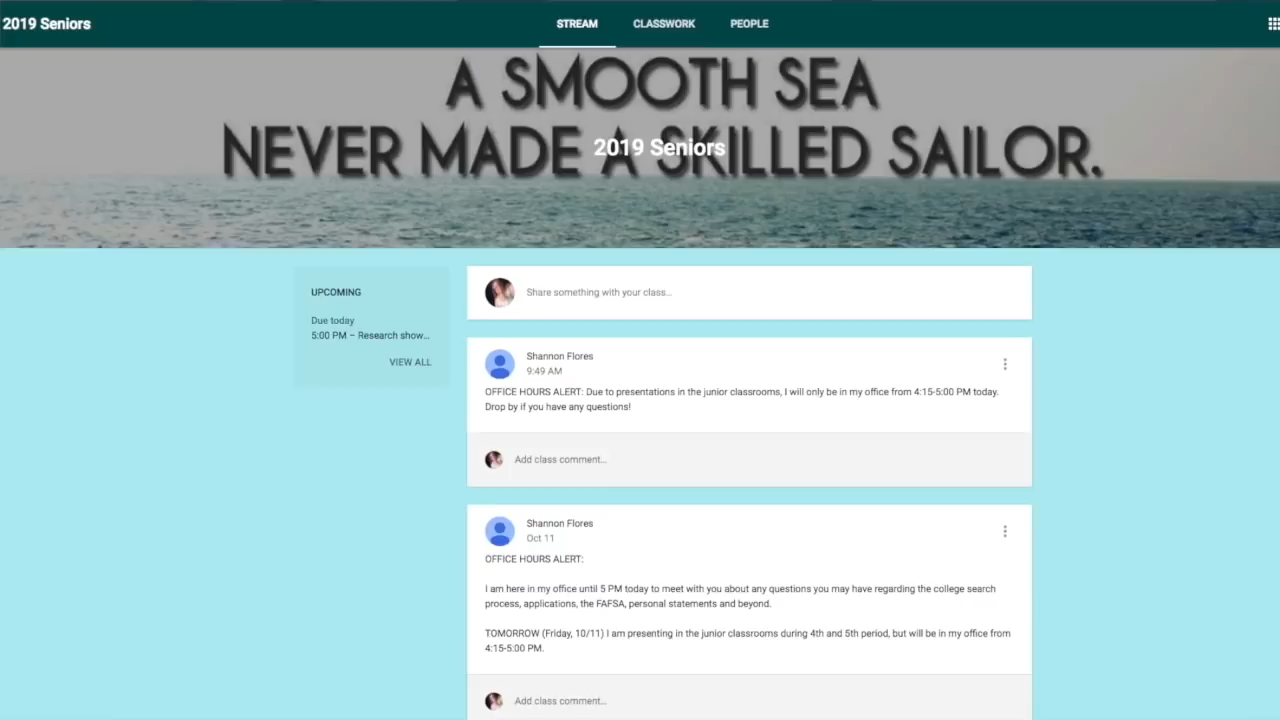 2019 Seniors
STREAM CLASSWORK PEOPLE
A SMOOTH SEA
NEVER MADE A SKILLED SAILOR.
2019 Seniors
UPCOMING
Due today
5:00 PM – Research show...
VIEW ALL
Share something with your class...
Shannon Flores
9:49 AM
OFFICE HOURS ALERT: Due to presentations in the junior classrooms, I will only be in my office from 4:15-5:00 PM today.
Drop by if you have any questions!
Add class comment...
Shannon Flores
Oct 11
OFFICE HOURS ALERT:
I am here in my office until 5 PM today to meet with you about any questions you may have regarding the college search
process, applications, the FAFSA, personal statements and beyond.
TOMORROW (Friday, 10/11) I am presenting in the junior classrooms during 4th and 5th period, but will be in my office from
4:15-5:00 PM.
Add class comment...